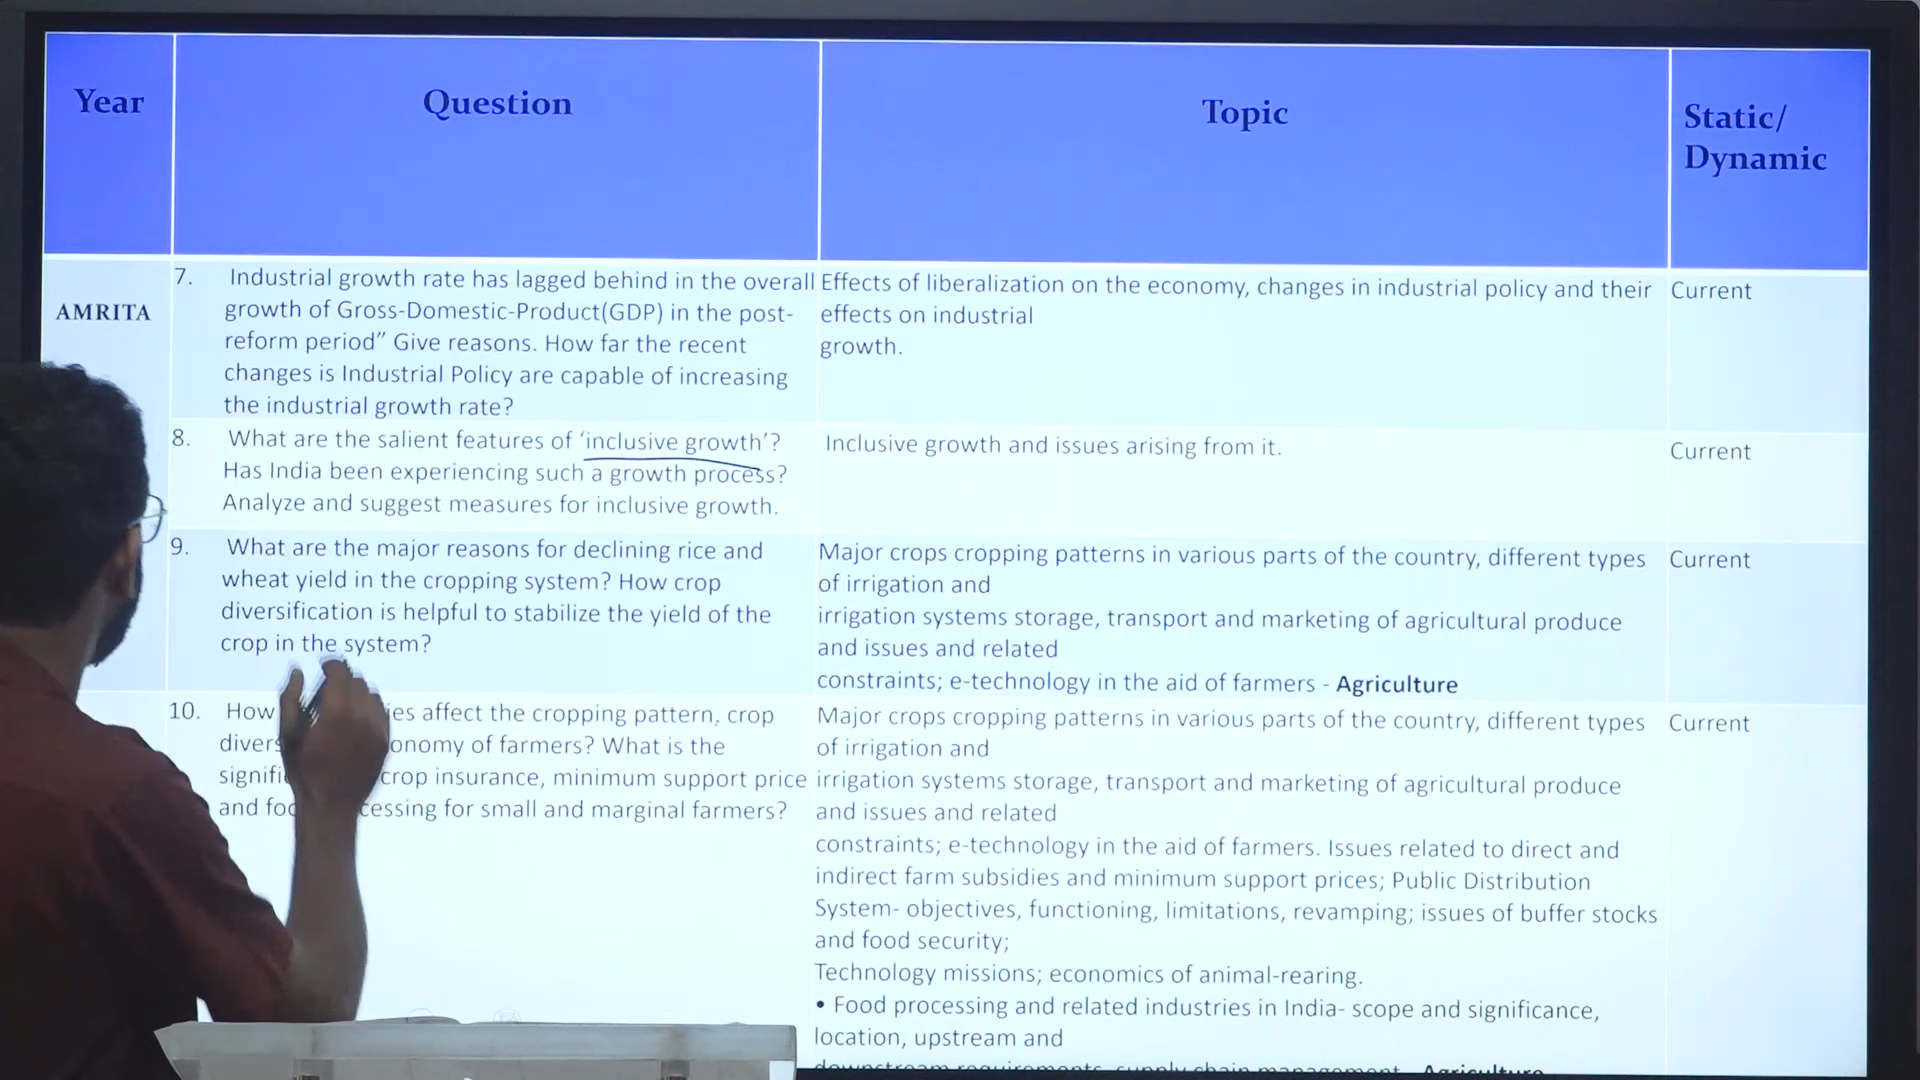 Year
Question
Topic
Static/
Dynamic
AMRITA
7. Industrial growth rate has lagged behind in the overall
growth of Gross-Domestic-Product(GDP) in the post-
reform period” Give reasons. How far the recent
changes is Industrial Policy are capable of increasing
the industrial growth rate?
Effects of liberalization on the economy, changes in industrial policy and their
effects on industrial
growth.
Current
8. What are the salient features of ‘inclusive growth’?
Has India been experiencing such a growth process?
Analyze and suggest measures for inclusive growth.
Inclusive growth and issues arising from it.
Current
9. What are the major reasons for declining rice and
wheat yield in the cropping system? How crop
diversification is helpful to stabilize the yield of the
crop in the system?
Major crops cropping patterns in various parts of the country, different types
of irrigation and
irrigation systems storage, transport and marketing of agricultural produce
and issues and related
constraints; e-technology in the aid of farmers - Agriculture
Current
10. How affect the cropping pattern, crop
of farmers? What is the
crop insurance, minimum support price
and for small and marginal farmers?
Major crops cropping patterns in various parts of the country, different types
of irrigation and
irrigation systems storage, transport and marketing of agricultural produce
and issues and related
constraints; e-technology in the aid of farmers. Issues related to direct and
indirect farm subsidies and minimum support prices; Public Distribution
System- objectives, functioning, limitations, revamping; issues of buffer stocks
and food security;
Technology missions; economics of animal-rearing.
• Food processing and related industries in India- scope and significance,
location, upstream and
downstream requirements, supply chain management. Agriculture
Current